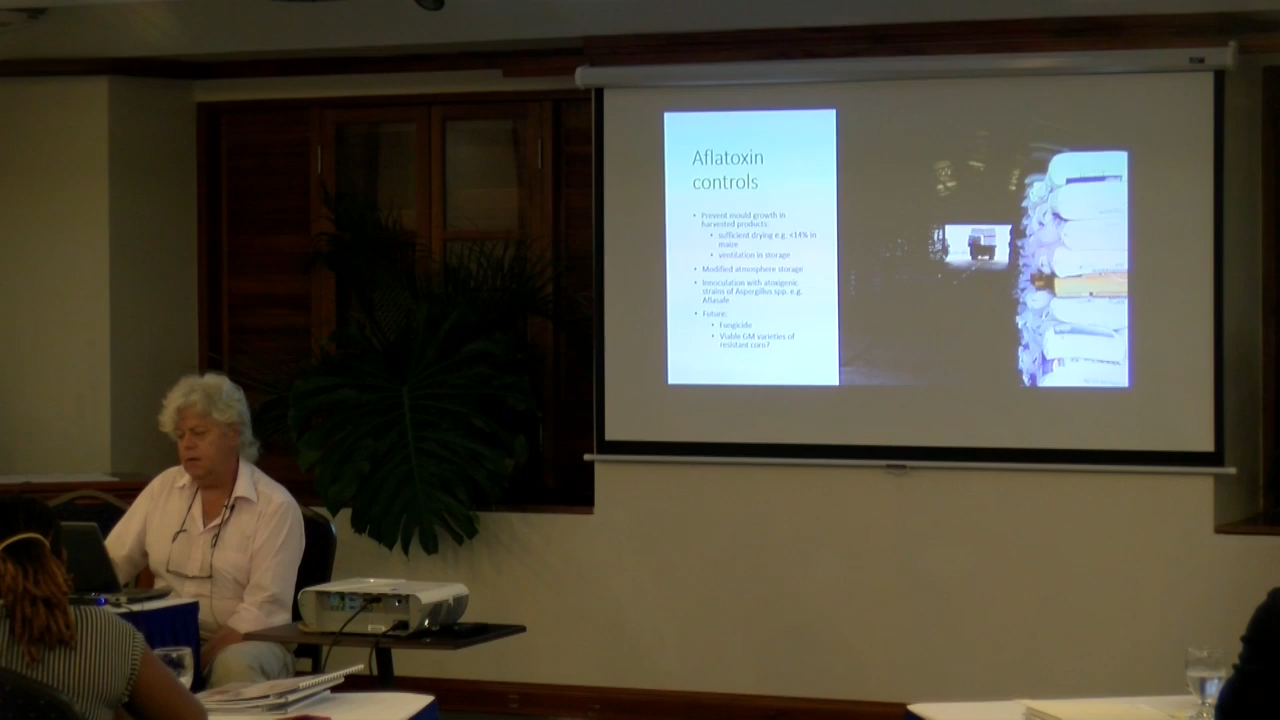 Aflatoxin
controls
• Prevent mould growth in
harvested products:
• sufficient drying e.g. <14% in
maize
• ventilation in storage
• Modified atmosphere storage
• Innoculation with atoxigenic
strains of Aspergillus spp. e.g.
Aflasafe
• Future:
• Fungicide
• Viable GM varieties of
resistant corn?